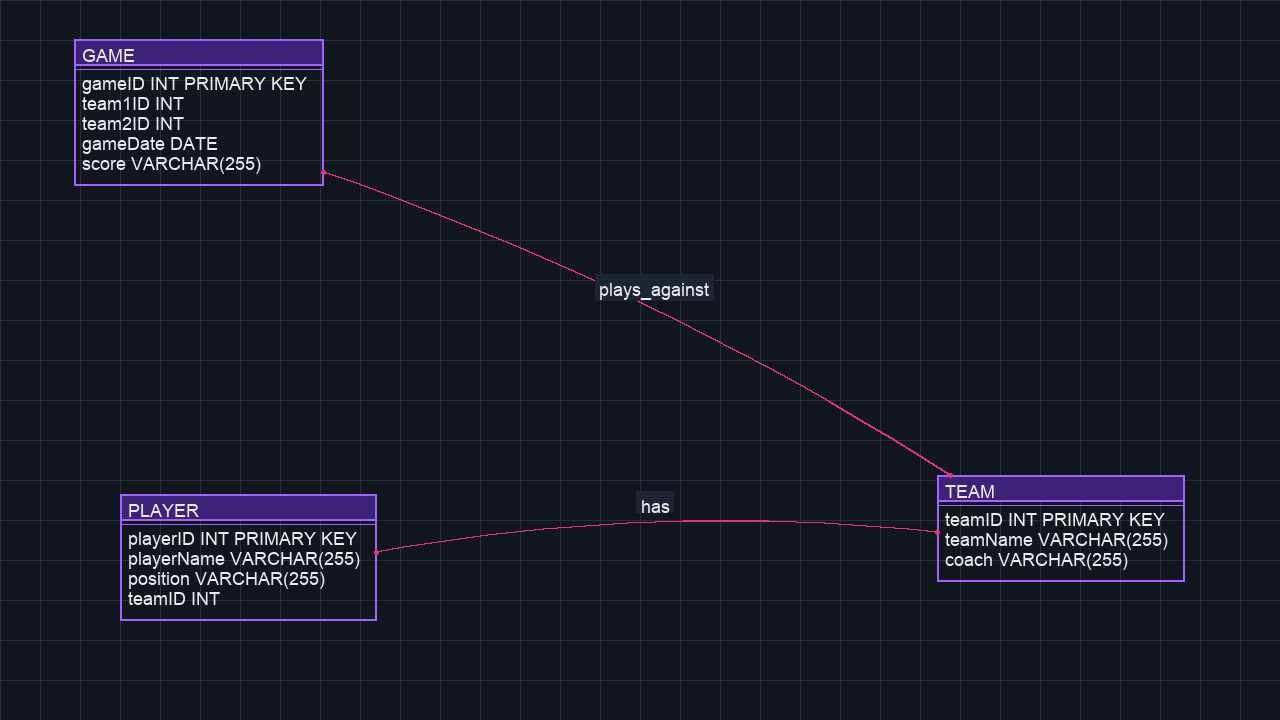 GAME
gameID INT PRIMARY KEY
team1ID INT
team2ID INT
gameDate DATE
score VARCHAR(255)
plays_against
PLAYER
playerID INT PRIMARY KEY
playerName VARCHAR(255)
position VARCHAR(255)
teamID INT
has
TEAM
teamID INT PRIMARY KEY
teamName VARCHAR(255)
coach VARCHAR(255)